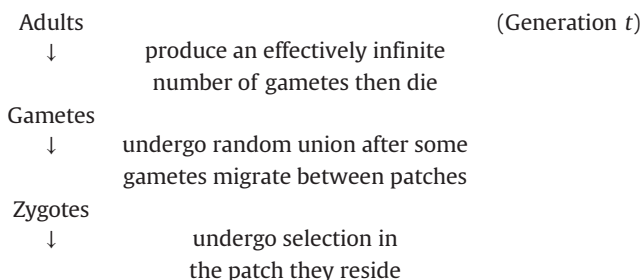 Adults (Generation t)
↓ produce an effectively infinite
number of gametes then die
Gametes
↓ undergo random union after some
gametes migrate between patches
Zygotes
↓ undergo selection in
the patch they reside